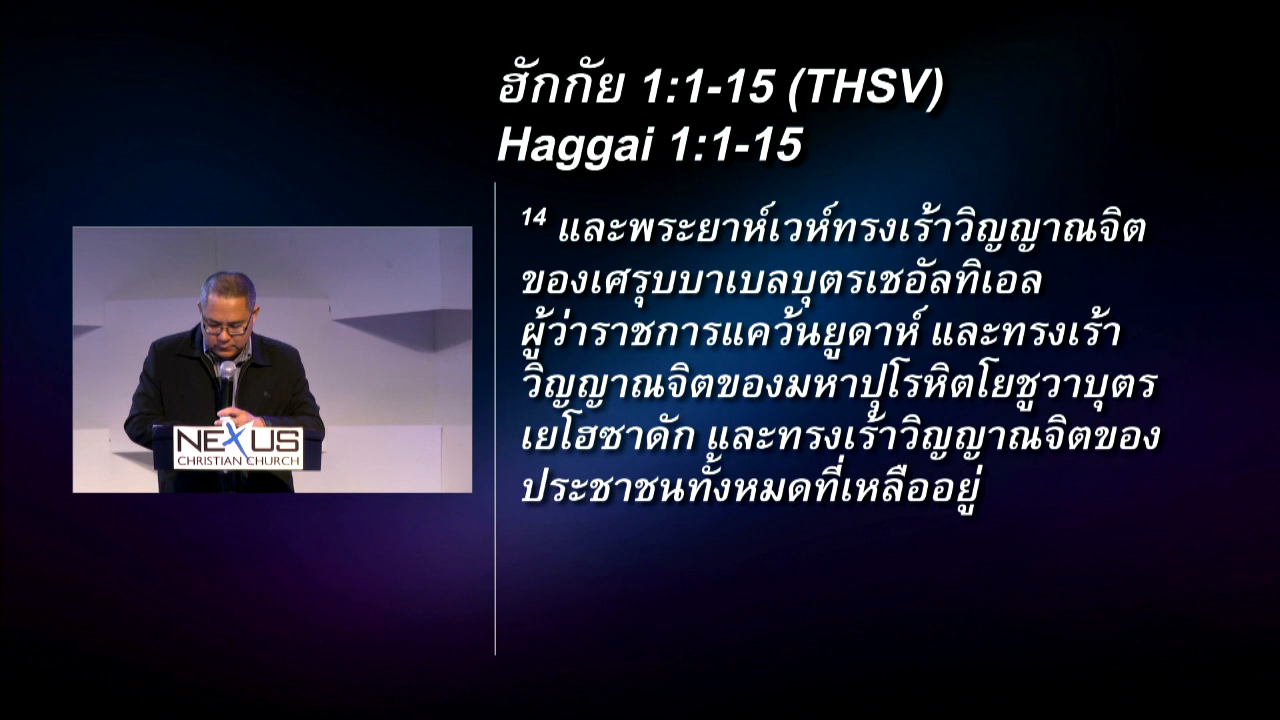 ฮักกัย 1:1-15 (THSV)
Haggai 1:1-15
14 และพระยาห์เวห์ทรงเร้าวิญญาณจิต
ของเศรุบบาเบลบุตรเชอัลทิเอล
ผู้ว่าราชการแคว้นยูดาห์ และทรงเร้า
วิญญาณจิตของมหาปุโรหิตโยชูวาบุตร
เยโฮซาดัก และทรงเร้าวิญญาณจิตของ
ประชาชนทั้งหมดที่เหลืออยู่
NEXUS
CHRISTIAN CHURCH